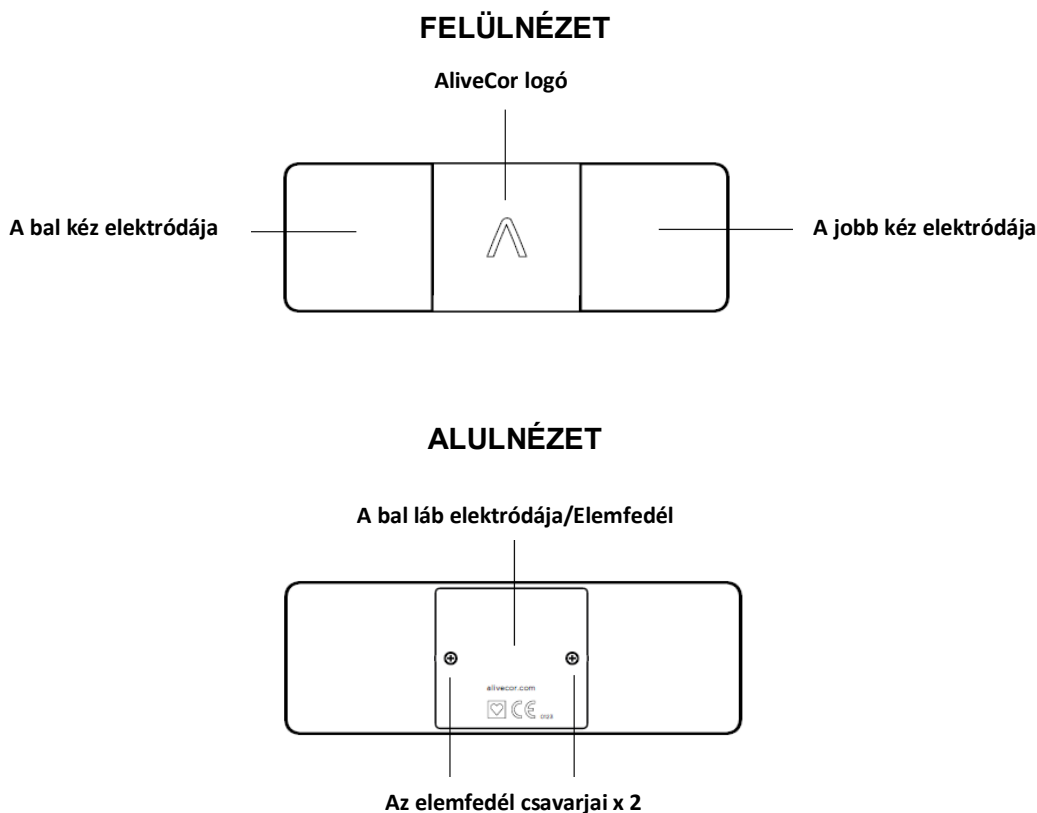 FELÜLNÉZET
AliveCor logó
A bal kéz elektródája
A jobb kéz elektródája
ALULNÉZET
A bal láb elektródája/Elemfedél
alivecor.com
CE
Az elemfedél csavarjai x 2